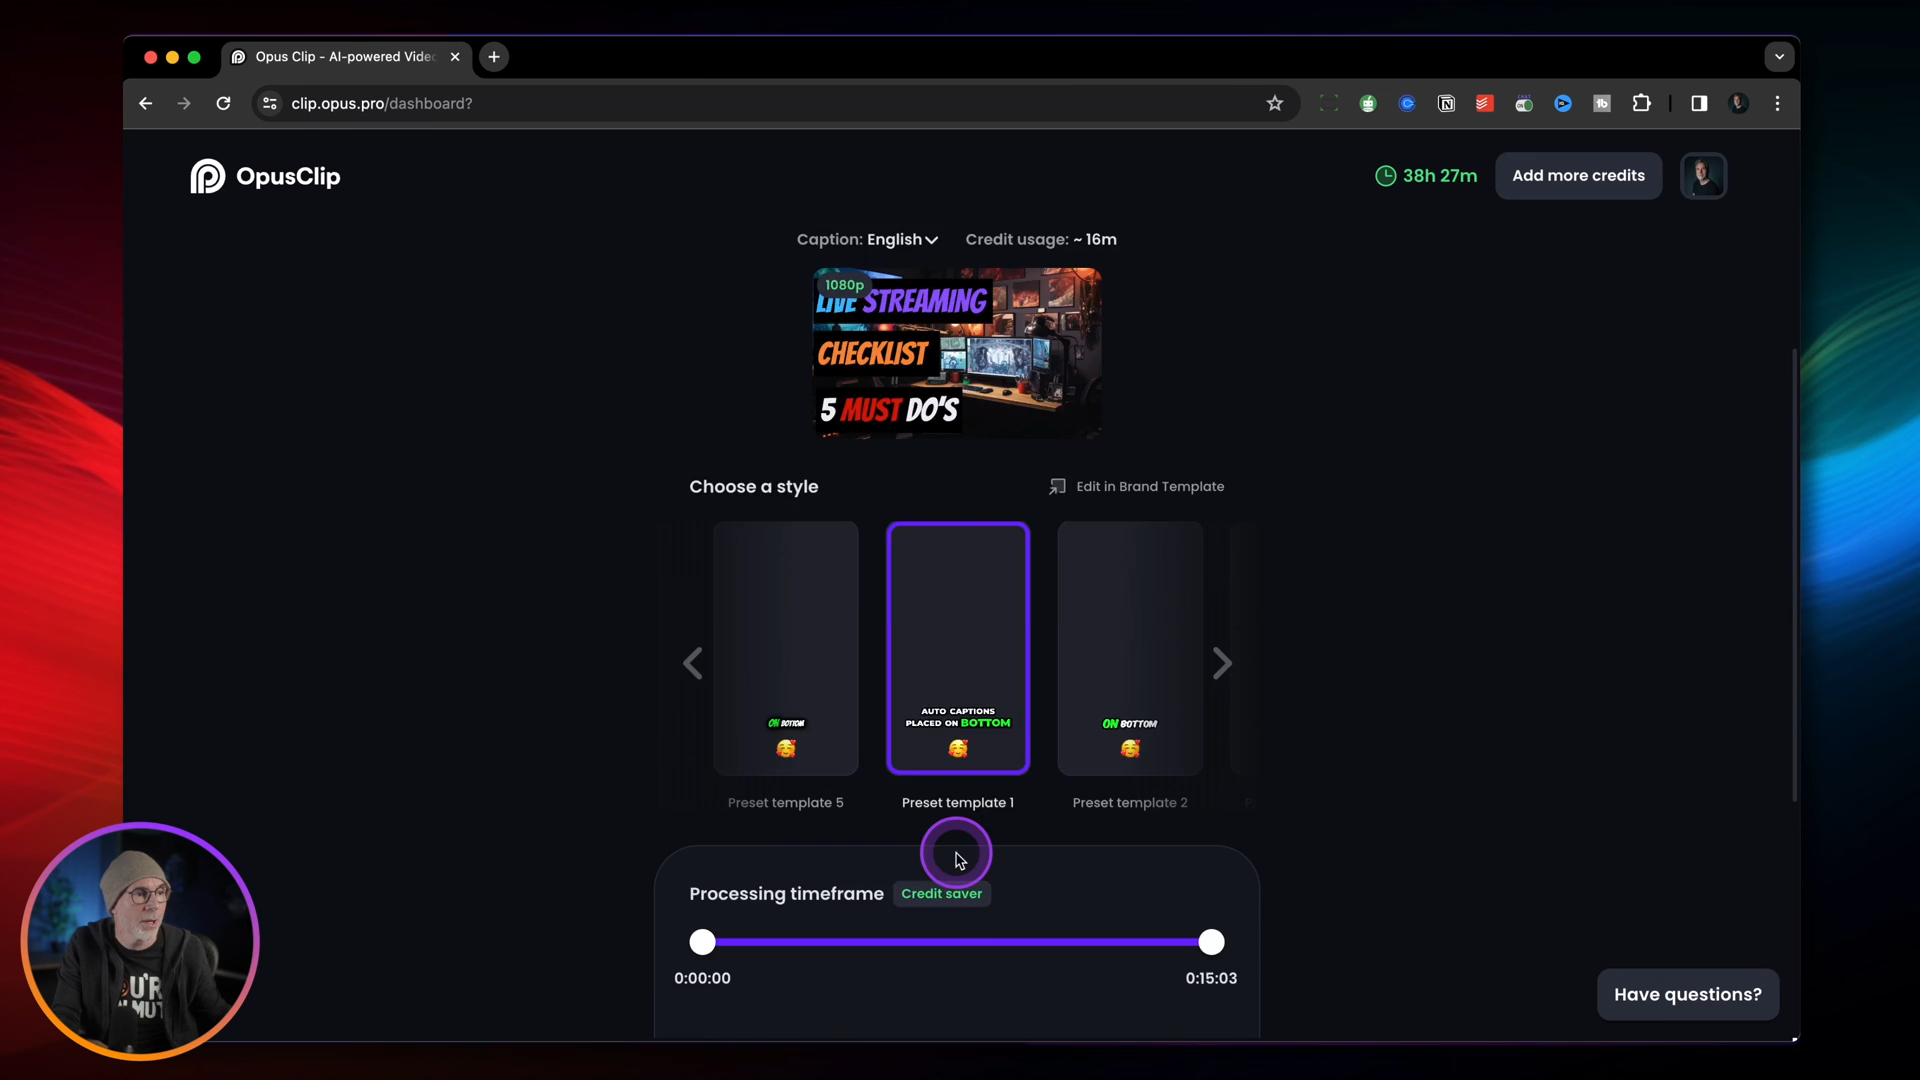 Opus Clip - AI-powered Video
clip.opus.pro/dashboard?
OpusClip
38h 27m
Add more credits
Caption: English
Credit usage: ~ 16m
1080p
LIVE STREAMING
CHECKLIST
5 MUST DO'S
Choose a style
Edit in Brand Template
ON BOTTOM
AUTO CAPTIONS
PLACED ON BOTTOM
ON BOTTOM
Preset template 5
Preset template 1
Preset template 2
Processing timeframe
Credit saver
0:00:00
0:15:03
Have questions?